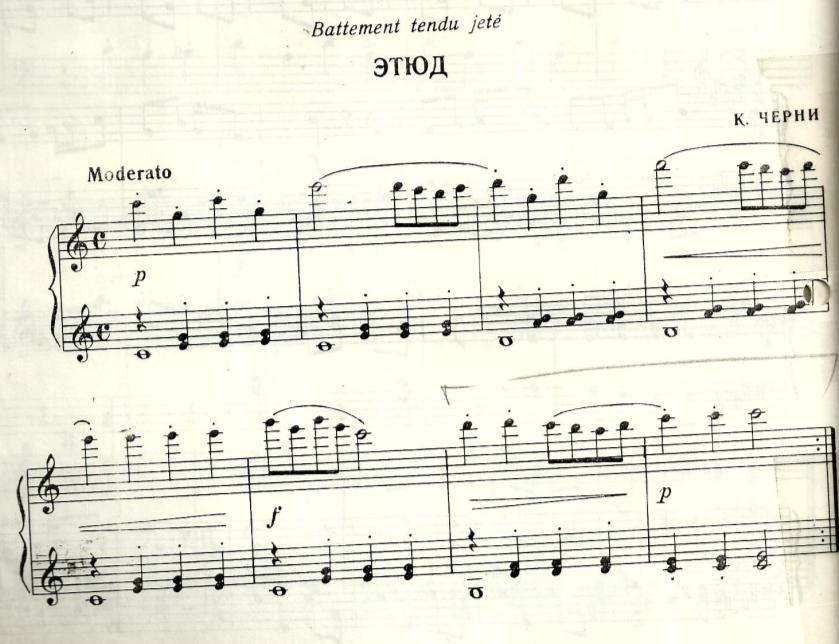 Battement tendu jeté
ЭТЮД
К. ЧЕРНИ
Moderato
p
f
p